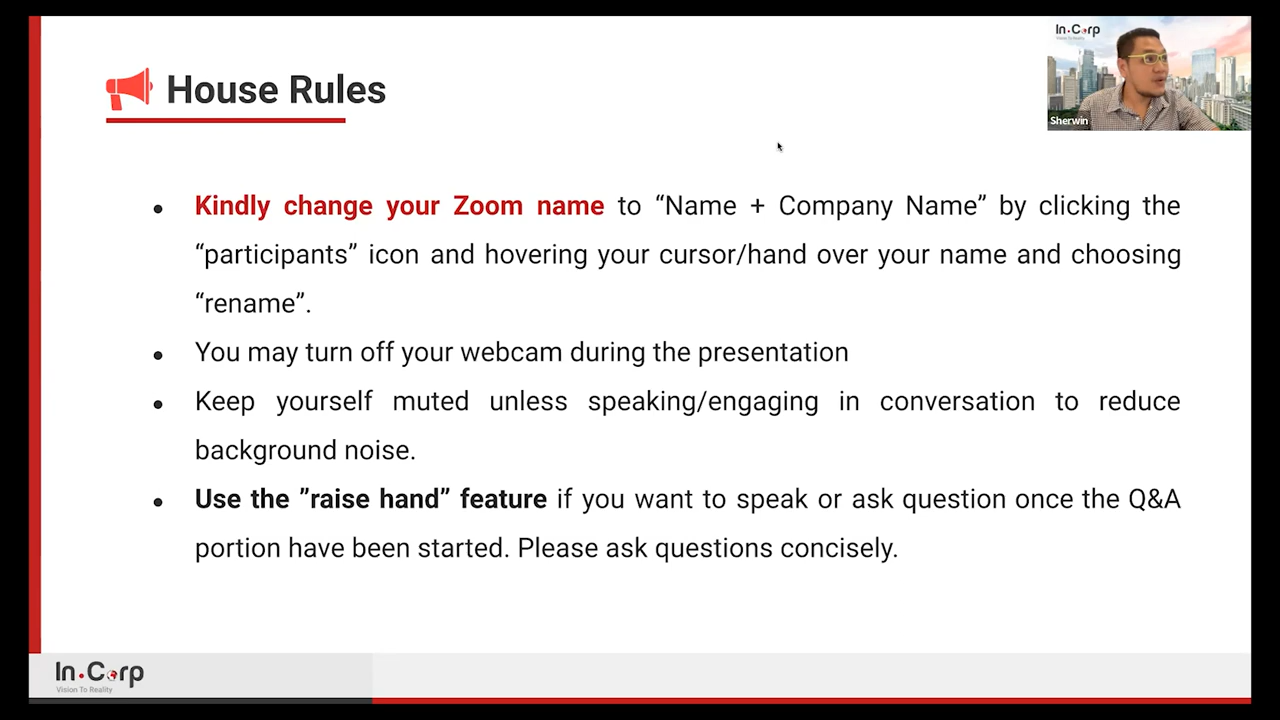 House Rules
In.Corp
Vision To Reality
Sherwin
• Kindly change your Zoom name to “Name + Company Name” by clicking the
“participants” icon and hovering your cursor/hand over your name and choosing
“rename”.
• You may turn off your webcam during the presentation
• Keep yourself muted unless speaking/engaging in conversation to reduce
background noise.
• Use the ”raise hand” feature if you want to speak or ask question once the Q&A
portion have been started. Please ask questions concisely.
In.Corp
Vision To Reality